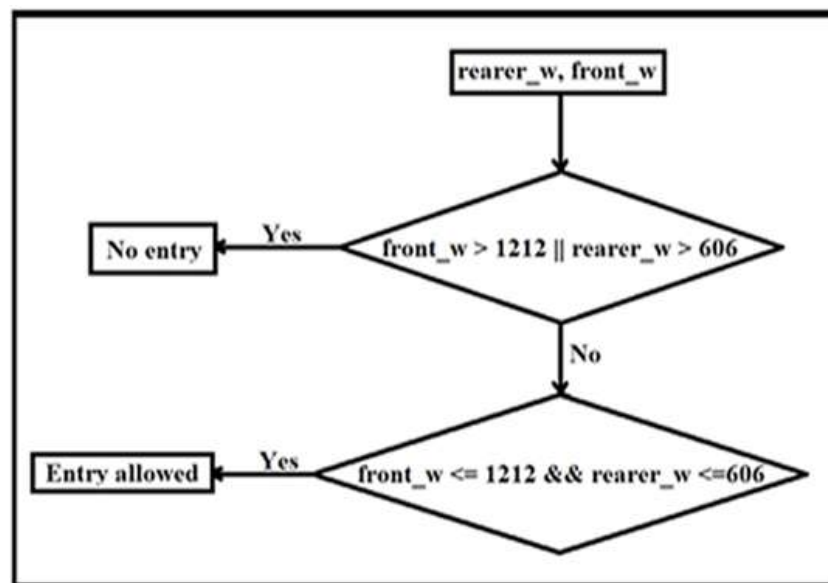 rearer_w, front_w
front_w > 1212 || rearer_w > 606
Yes
No entry
No
front_w <= 1212 && rearer_w <=606
Yes
Entry allowed